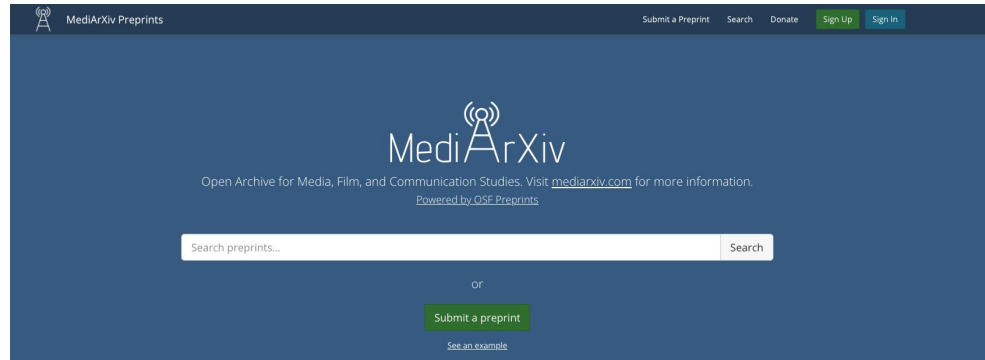 MediArXiv Preprints
Submit a Preprint Search Donate Sign Up Sign In
MediArXiv
Open Archive for Media, Film, and Communication Studies. Visit mediarxiv.com for more information.
Powered by OSF Preprints
Search preprints... Search
or
Submit a preprint
See an example